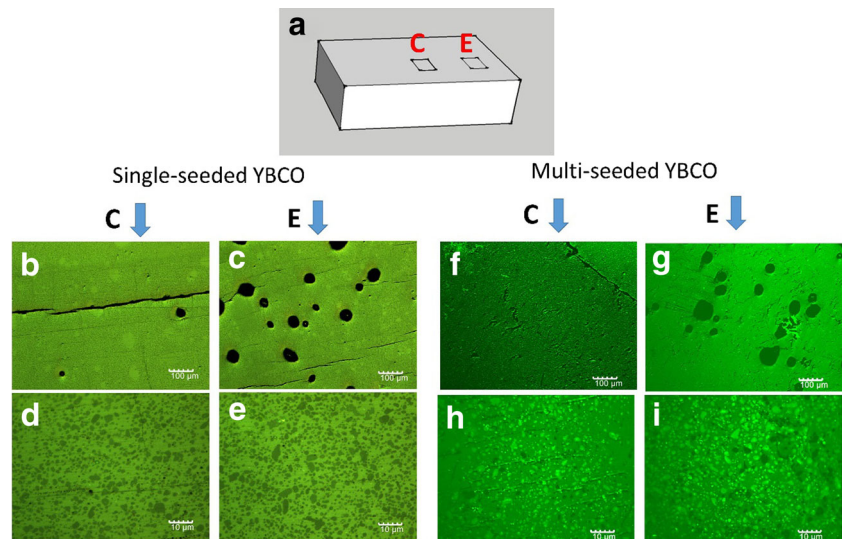 a
C E
Single-seeded YBCO
Multi-seeded YBCO
C E
C E
b
100 µm
c
100 µm
f
100 µm
g
100 µm
d
10 µm
e
10 µm
h
10 µm
i
10 µm